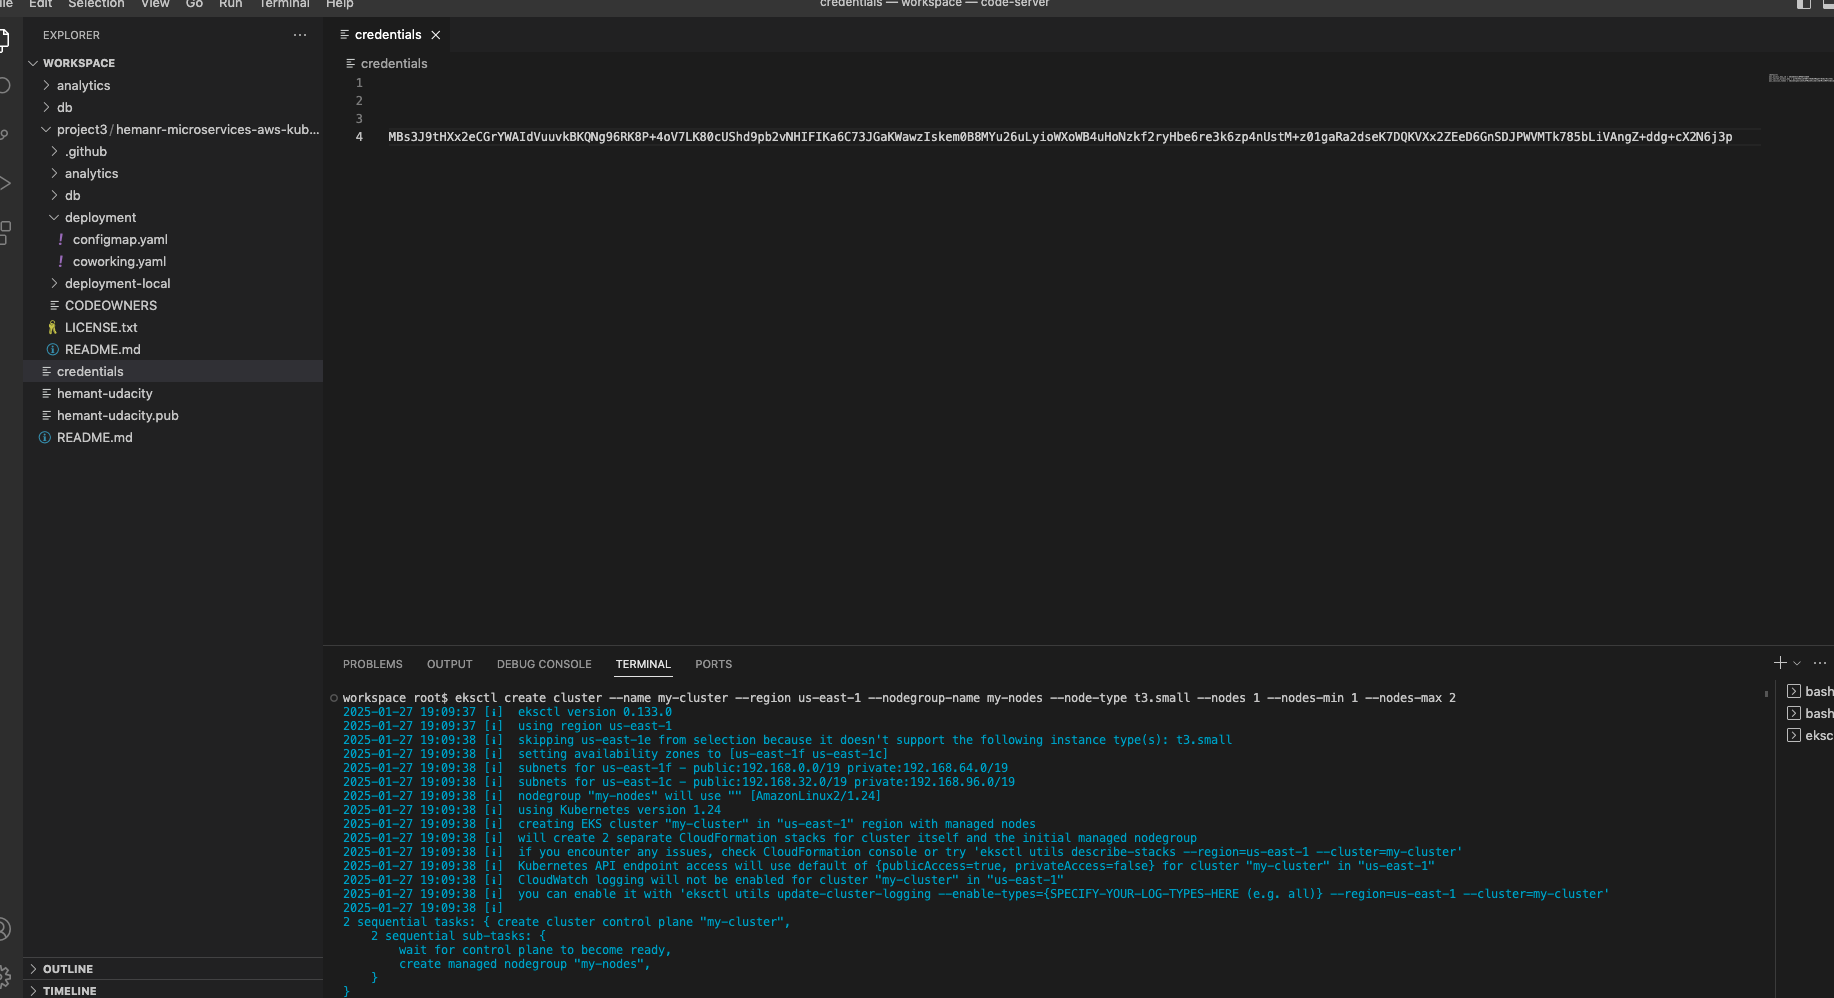 File Edit Selection View Go Run Terminal Help
credentials — workspace — code-server
EXPLORER
WORKSPACE
analytics
db
project3 / hemanr-microservices-aws-kub...
.github
analytics
db
deployment
configmap.yaml
coworking.yaml
deployment-local
CODEOWNERS
LICENSE.txt
README.md
credentials
hemant-udacity
hemant-udacity.pub
README.md
OUTLINE
TIMELINE
credentials
credentials
1
2
3
4 [long credential string omitted]
PROBLEMS OUTPUT DEBUG CONSOLE TERMINAL PORTS
workspace root$ eksctl create cluster --name my-cluster --region us-east-1 --nodegroup-name my-nodes --node-type t3.small --nodes 1 --nodes-min 1 --nodes-max 2
2025-01-27 19:09:37 [ℹ]  eksctl version 0.133.0
2025-01-27 19:09:37 [ℹ]  using region us-east-1
2025-01-27 19:09:38 [ℹ]  skipping us-east-1e from selection because it doesn't support the following instance type(s): t3.small
2025-01-27 19:09:38 [ℹ]  setting availability zones to [us-east-1f us-east-1c]
2025-01-27 19:09:38 [ℹ]  subnets for us-east-1f - public:192.168.0.0/19 private:192.168.64.0/19
2025-01-27 19:09:38 [ℹ]  subnets for us-east-1c - public:192.168.32.0/19 private:192.168.96.0/19
2025-01-27 19:09:38 [ℹ]  nodegroup "my-nodes" will use "" [AmazonLinux2/1.24]
2025-01-27 19:09:38 [ℹ]  using Kubernetes version 1.24
2025-01-27 19:09:38 [ℹ]  creating EKS cluster "my-cluster" in "us-east-1" region with managed nodes
2025-01-27 19:09:38 [ℹ]  will create 2 separate CloudFormation stacks for cluster itself and the initial managed nodegroup
2025-01-27 19:09:38 [ℹ]  if you encounter any issues, check CloudFormation console or try 'eksctl utils describe-stacks --region=us-east-1 --cluster=my-cluster'
2025-01-27 19:09:38 [ℹ]  Kubernetes API endpoint access will use default of {publicAccess=true, privateAccess=false} for cluster "my-cluster" in "us-east-1"
2025-01-27 19:09:38 [ℹ]  CloudWatch logging will not be enabled for cluster "my-cluster" in "us-east-1"
2025-01-27 19:09:38 [ℹ]  you can enable it with 'eksctl utils update-cluster-logging --enable-types={SPECIFY-YOUR-LOG-TYPES-HERE (e.g. all)} --region=us-east-1 --cluster=my-cluster'
2025-01-27 19:09:38 [ℹ]
2 sequential tasks: { create cluster control plane "my-cluster",
    2 sequential sub-tasks: {
        wait for control plane to become ready,
        create managed nodegroup "my-nodes",
    }
}
bash
bash
eksc